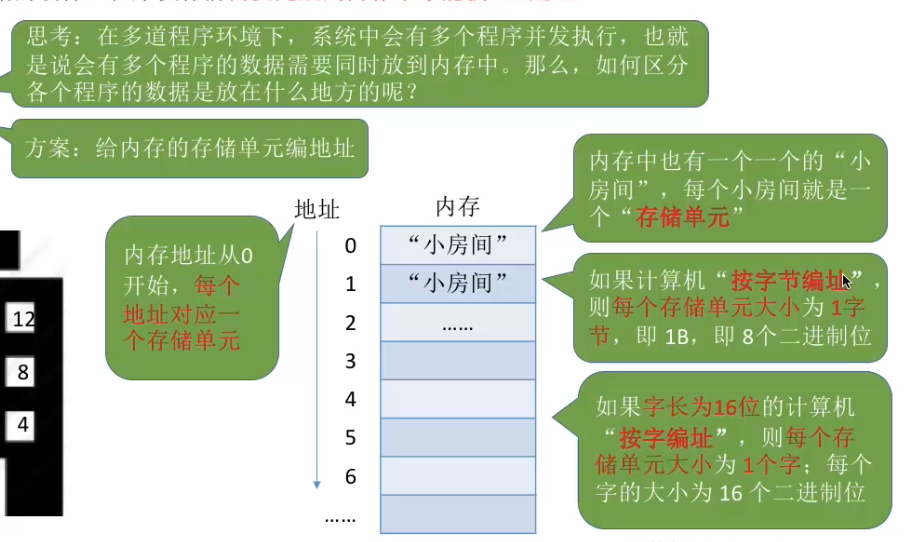 思考：在多道程序环境下，系统中会有多个程序并发执行，也就
是说会有多个程序的数据需要同时放到内存中。那么，如何区分
各个程序的数据是放在什么地方的呢？
方案：给内存的存储单元编地址
内存中也有一个一个的“小
房间”，每个小房间就是一
个“存储单元”
地址
内存
内存地址从0
开始，每个
地址对应一
个存储单元
0
“小房间”
1
“小房间”
2
……
3
4
5
6
……
如果计算机“按字节编址”，
则每个存储单元大小为 1字
节，即 1B，即 8个二进制位
如果字长为16位的计算机
“按字编址”，则每个存
储单元大小为 1个字；每个
字的大小为 16 个二进制位
12
8
4